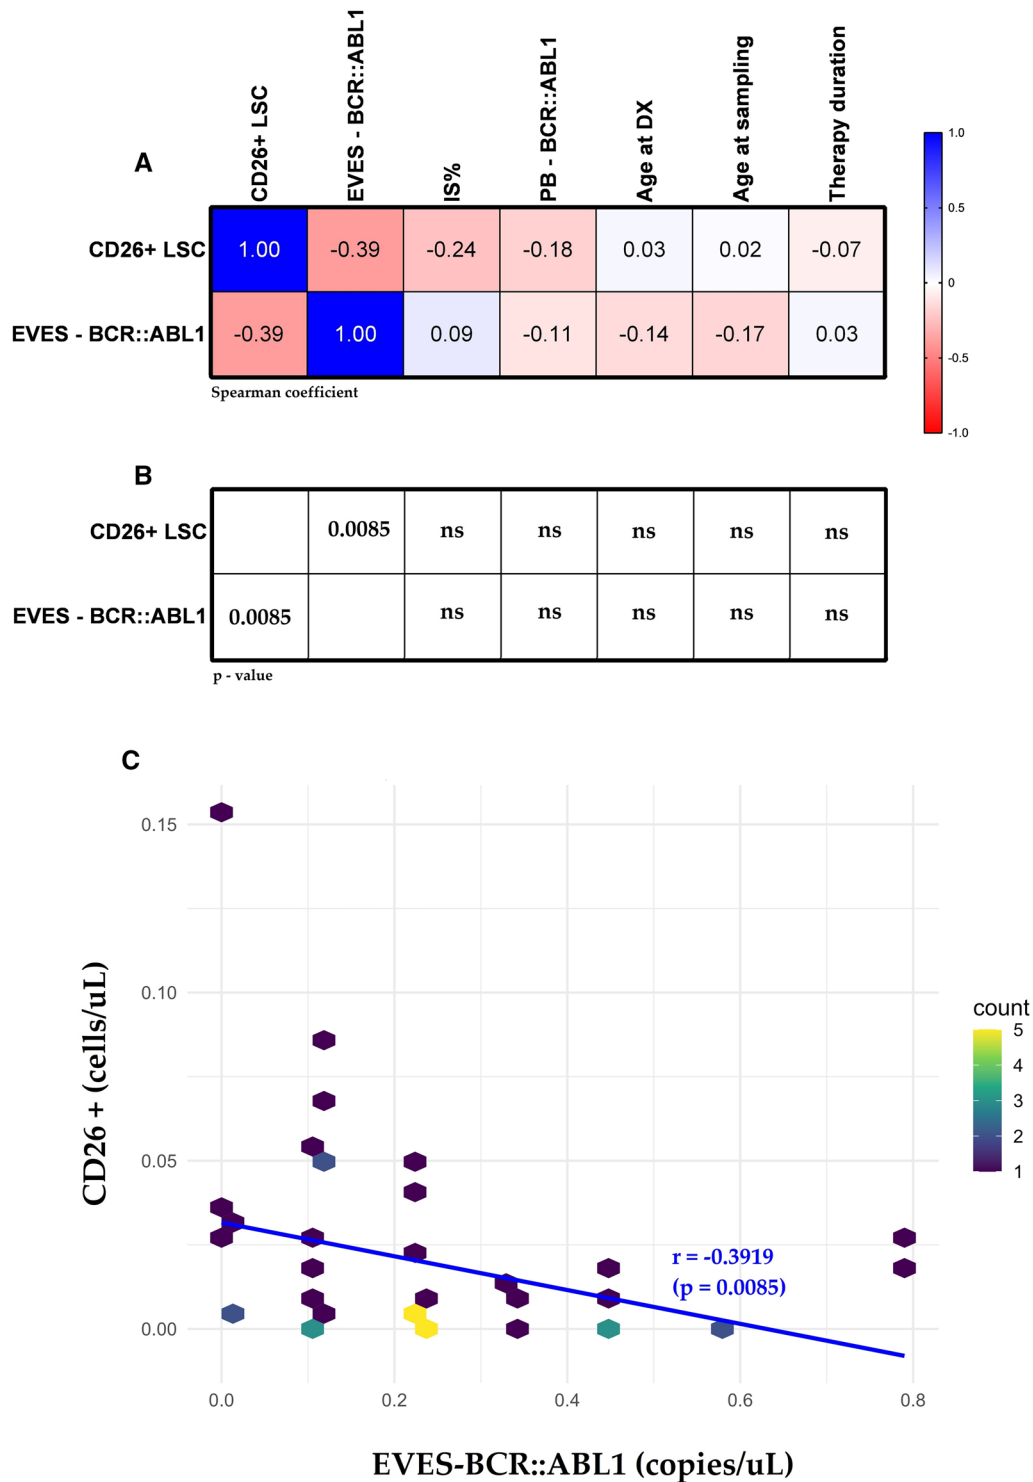 A
CD26+ LSC
EVES - BCR::ABL1
IS%
PB - BCR::ABL1
Age at DX
Age at sampling
Therapy duration
CD26+ LSC 1.00 -0.39 -0.24 -0.18 0.03 0.02 -0.07
EVES - BCR::ABL1 -0.39 1.00 0.09 -0.11 -0.14 -0.17 0.03
Spearman coefficient
1.0
0.5
0
-0.5
-1.0
B
CD26+ LSC 0.0085 ns ns ns ns ns
EVES - BCR::ABL1 0.0085 ns ns ns ns ns
p - value
C
CD26 + (cells/uL)
0.15
0.10
0.05
0.00
r = -0.3919
(p = 0.0085)
0.0 0.2 0.4 0.6 0.8
EVES-BCR::ABL1 (copies/uL)
count
5
4
3
2
1